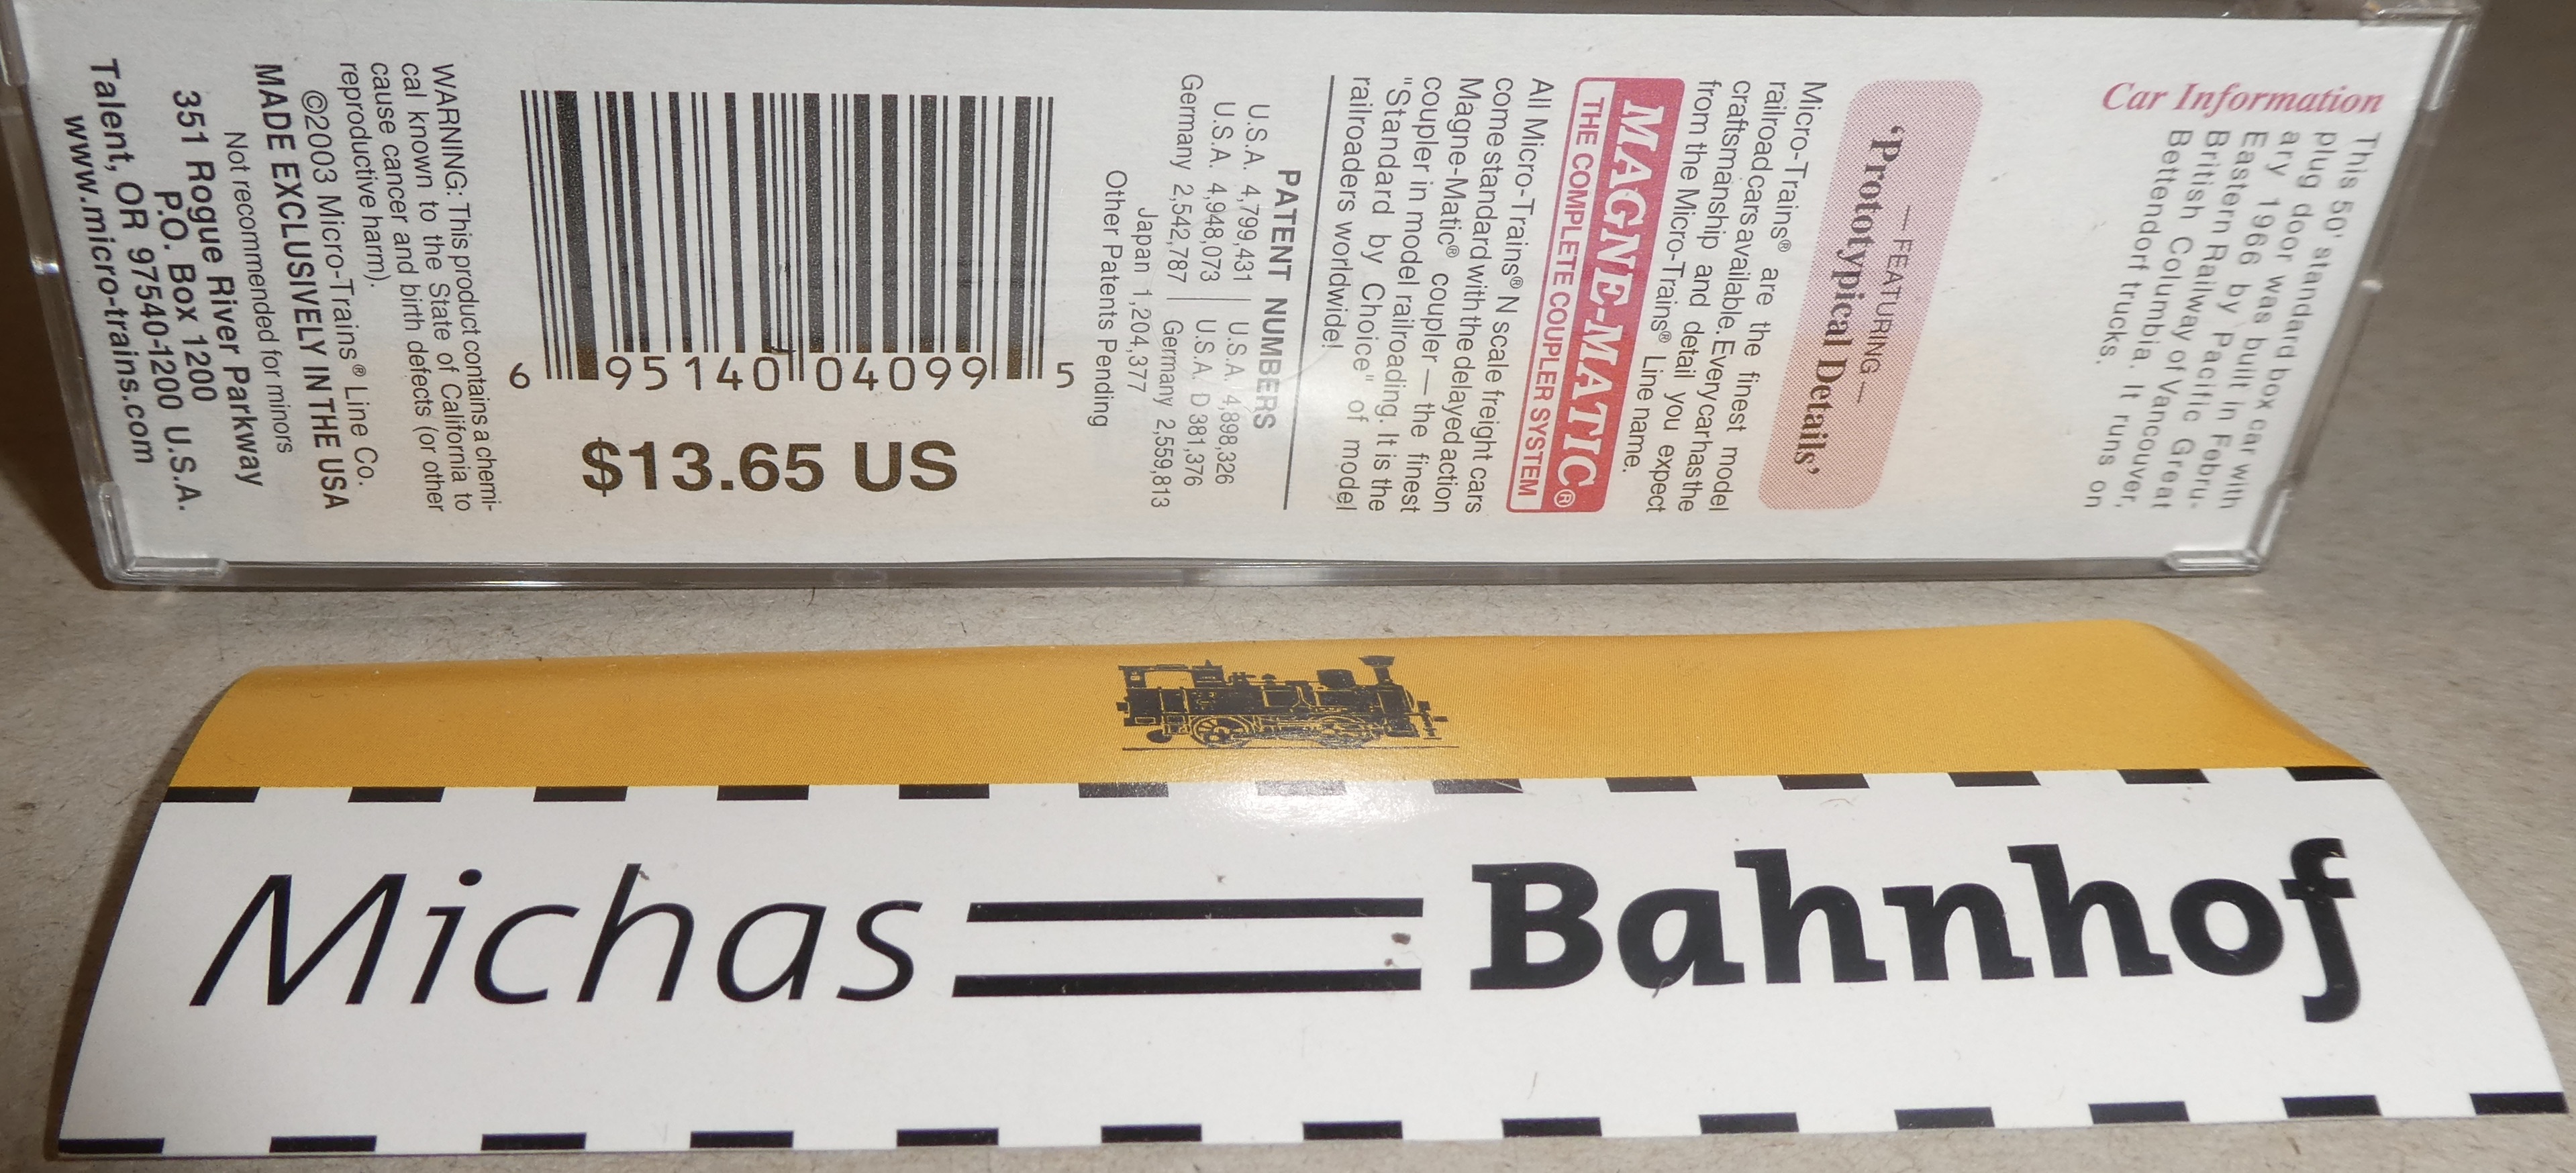 Car Information
This 50' standard box car with
plug door was built in Febru-
ary 1966 by Pacific Great
Eastern Railway of Vancouver,
British Columbia. It runs on
Bettendorf trucks.
— FEATURING —
‘Prototypical Details’
Micro-Trains® are the finest model
railroad cars available. Every car has the
craftsmanship and detail you expect
from the Micro-Trains® Line name.
MAGNE-MATIC®
THE COMPLETE COUPLER SYSTEM
All Micro-Trains® N scale freight cars
come standard with the delayed action
Magne-Matic® coupler — the finest
coupler in model railroading. It is the
"Standard by Choice" of model
railroaders worldwide!
PATENT NUMBERS
U.S.A. 4,799,431 | U.S.A. 4,898,326
U.S.A. 4,948,073 | U.S.A. D 381,376
Germany 2,542,787 | Germany 2,559,813
Japan 1,204,377
Other Patents Pending
6 95140 04099 5
$13.65 US
WARNING: This product contains a chemi-
cal known to the State of California to
cause cancer and birth defects (or other
reproductive harm).
©2003 Micro-Trains® Line Co.
MADE EXCLUSIVELY IN THE USA
Not recommended for minors
351 Rogue River Parkway
P.O. Box 1200
Talent, OR 97540-1200 U.S.A.
www.micro-trains.com
Michas Bahnhof